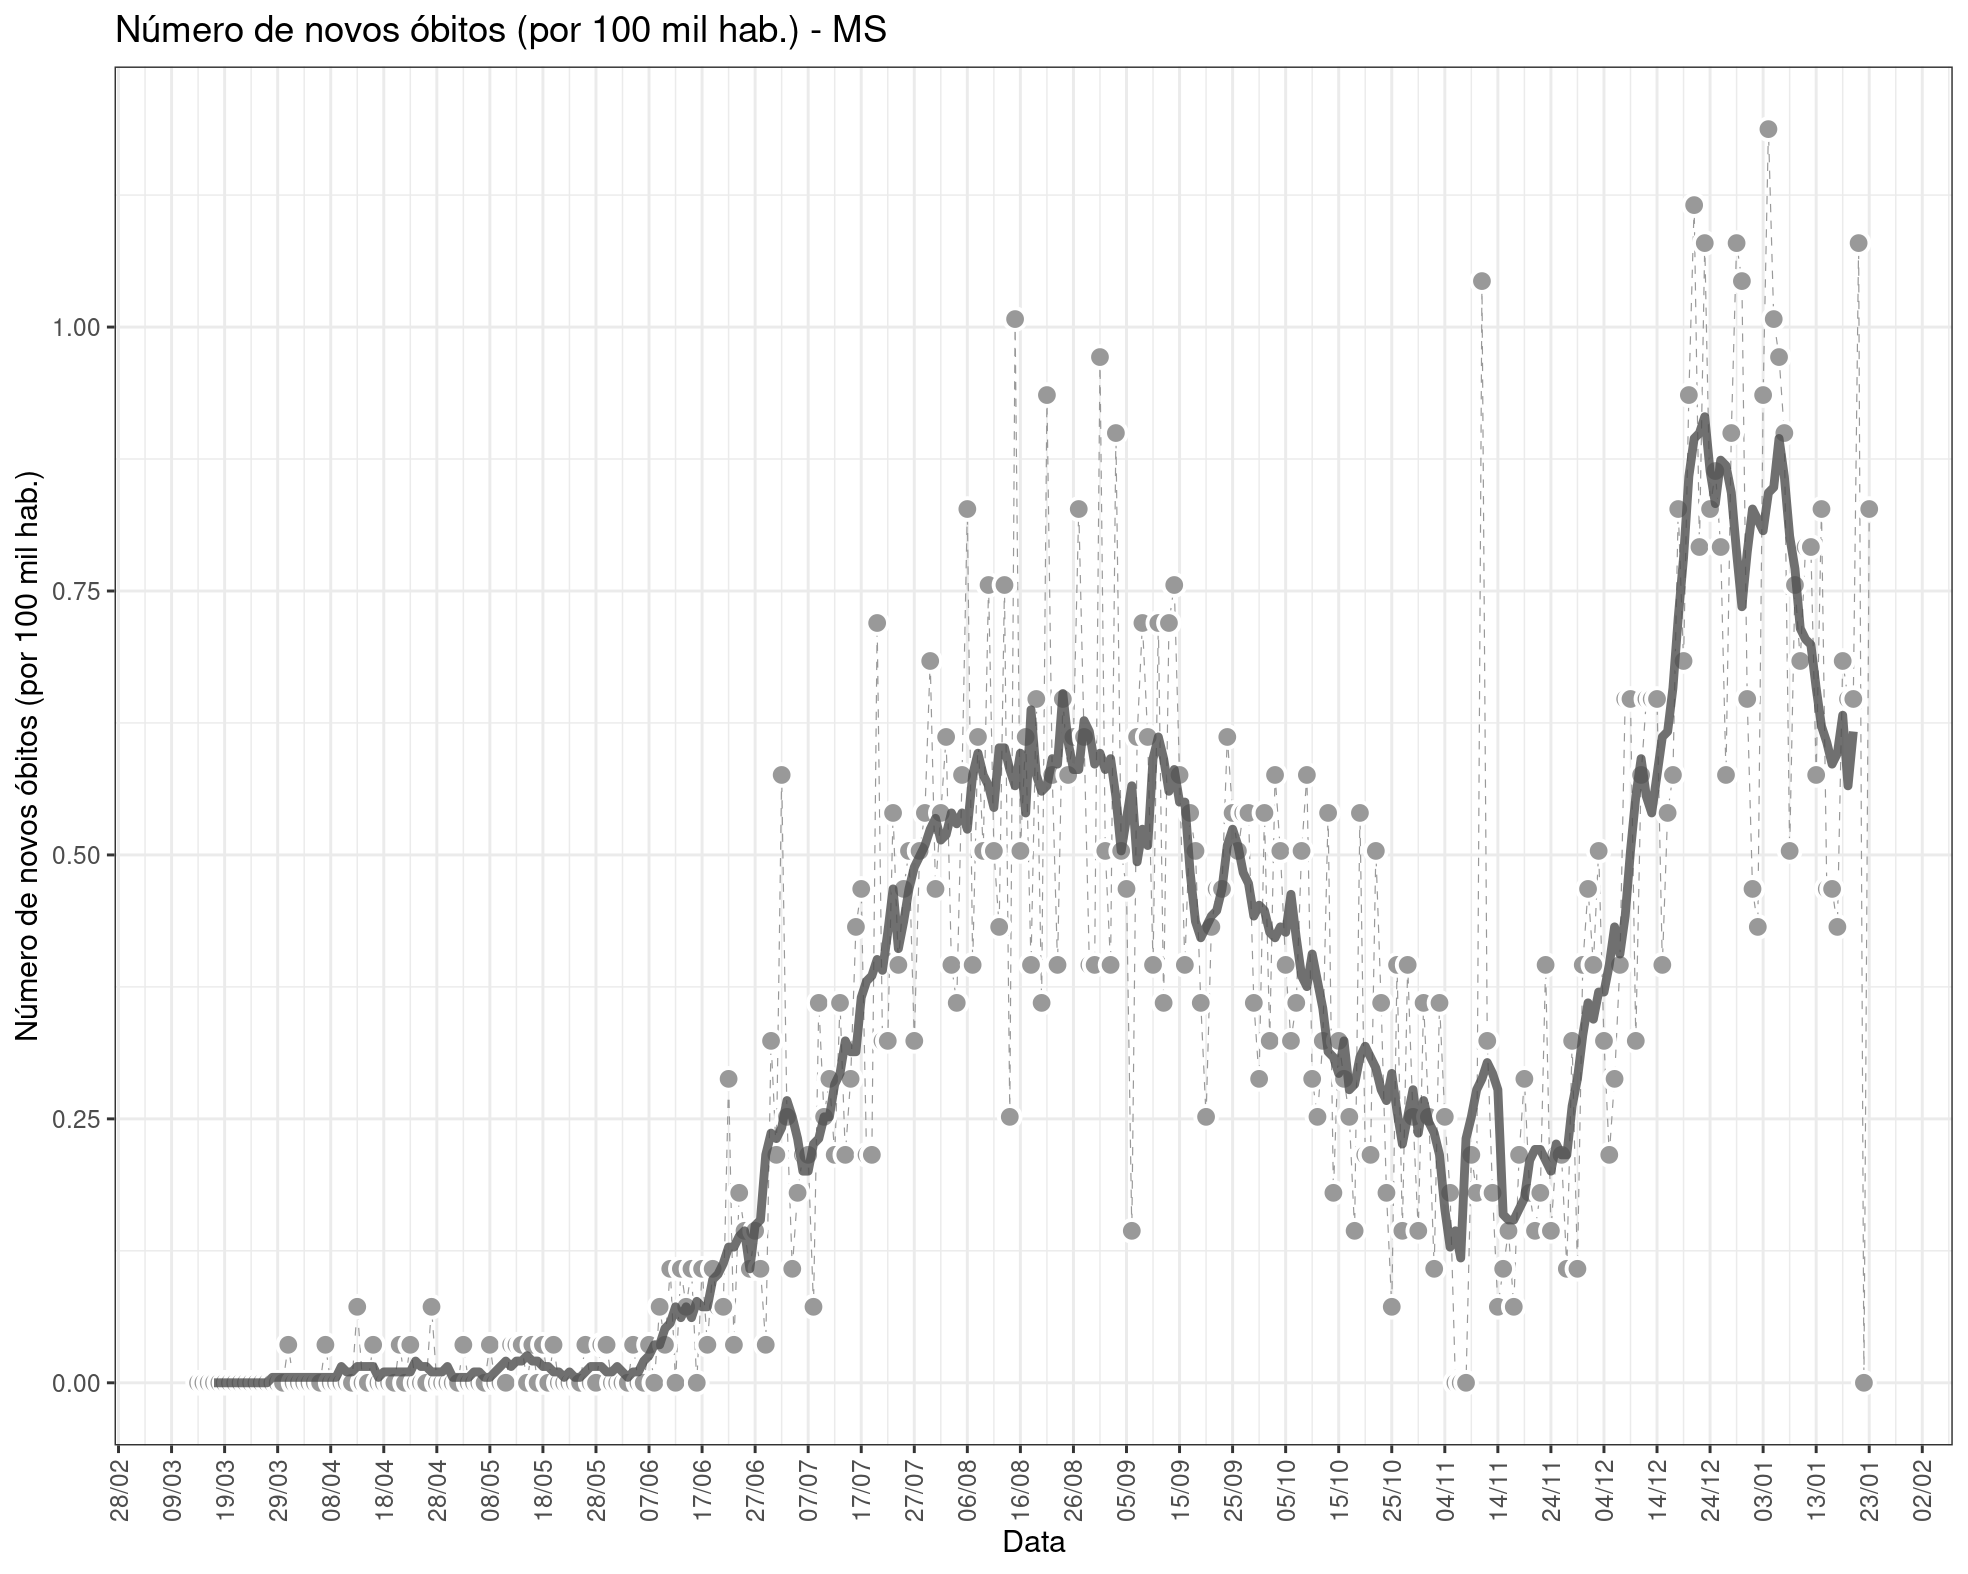 Número de novos óbitos (por 100 mil hab.) - MS
Número de novos óbitos (por 100 mil hab.)
1.00
0.75
0.50
0.25
0.00
28/02 09/03 19/03 29/03 08/04 18/04 28/04 08/05 18/05 28/05 07/06 17/06 27/06 07/07 17/07 27/07 06/08 16/08 26/08 05/09 15/09 25/09 05/10 15/10 25/10 04/11 14/11 24/11 04/12 14/12 24/12 03/01 13/01 23/01 02/02
Data